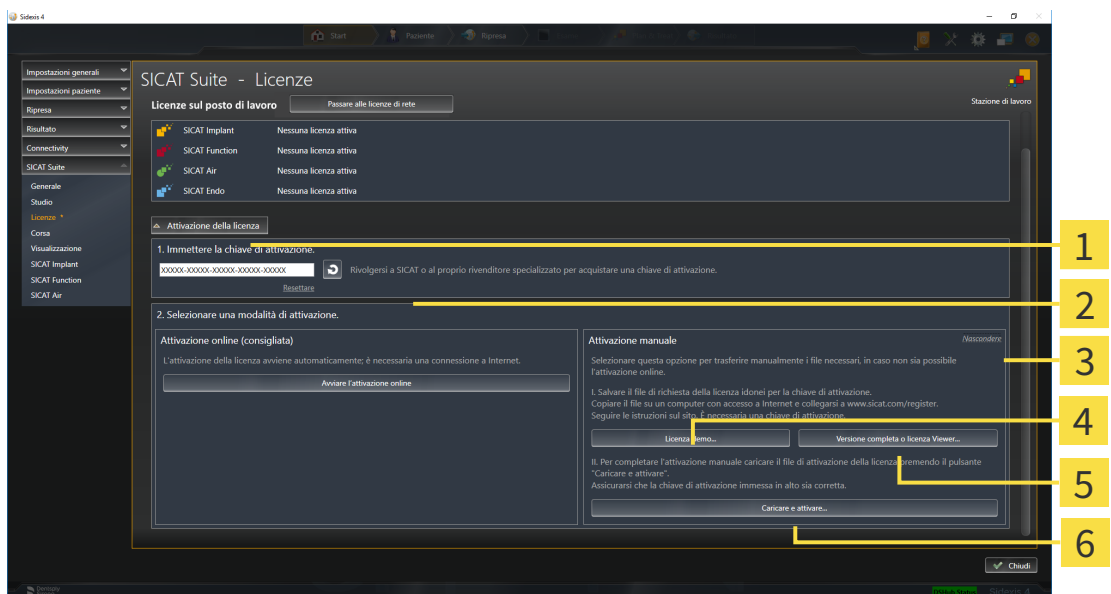 Sidexis 4
Start
Paziente
Ripresa
Impostazioni generali
Impostazioni paziente
Ripresa
Risultato
Connectivity
SICAT Suite
Generale
Studio
Licenze *
Corsa
Visualizzazione
SICAT Implant
SICAT Function
SICAT Air
SICAT Suite - Licenze
Licenze sul posto di lavoro
Passare alle licenze di rete
Stazione di lavoro
SICAT Implant Nessuna licenza attiva
SICAT Function Nessuna licenza attiva
SICAT Air Nessuna licenza attiva
SICAT Endo Nessuna licenza attiva
Attivazione della licenza
1. Immettere la chiave di attivazione.
XXXXX-XXXXX-XXXXX-XXXXX-XXXXX
Rivolgersi a SICAT o al proprio rivenditore specializzato per acquistare una chiave di attivazione.
Resettare
2. Selezionare una modalità di attivazione.
Attivazione online (consigliata)
L'attivazione della licenza avviene automaticamente; è necessaria una connessione a Internet.
Avviare l'attivazione online
Attivazione manuale
Nascondere
Selezionare questa opzione per trasferire manualmente i file necessari, in caso non sia possibile
l'attivazione online.
I. Salvare il file di richiesta della licenza idonei per la chiave di attivazione.
Copiare il file su un computer con accesso a Internet e collegarsi a www.sicat.com/register.
Seguire le istruzioni sul sito. È necessaria una chiave di attivazione.
Licenza demo...
Versione completa o licenza Viewer...
II. Per completare l'attivazione manuale caricare il file di attivazione della licenza premendo il pulsante
"Caricare e attivare".
Assicurarsi che la chiave di attivazione immessa in alto sia corretta.
Caricare e attivare...
Chiudi
Dentsply
Sidexis 4
1
2
3
4
5
6